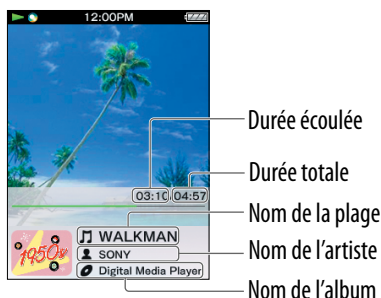 12:00PM
Durée écoulée
Durée totale
03:10 04:57
Nom de la plage
WALKMAN
Nom de l’artiste
SONY
1950s
Digital Media Player
Nom de l’album